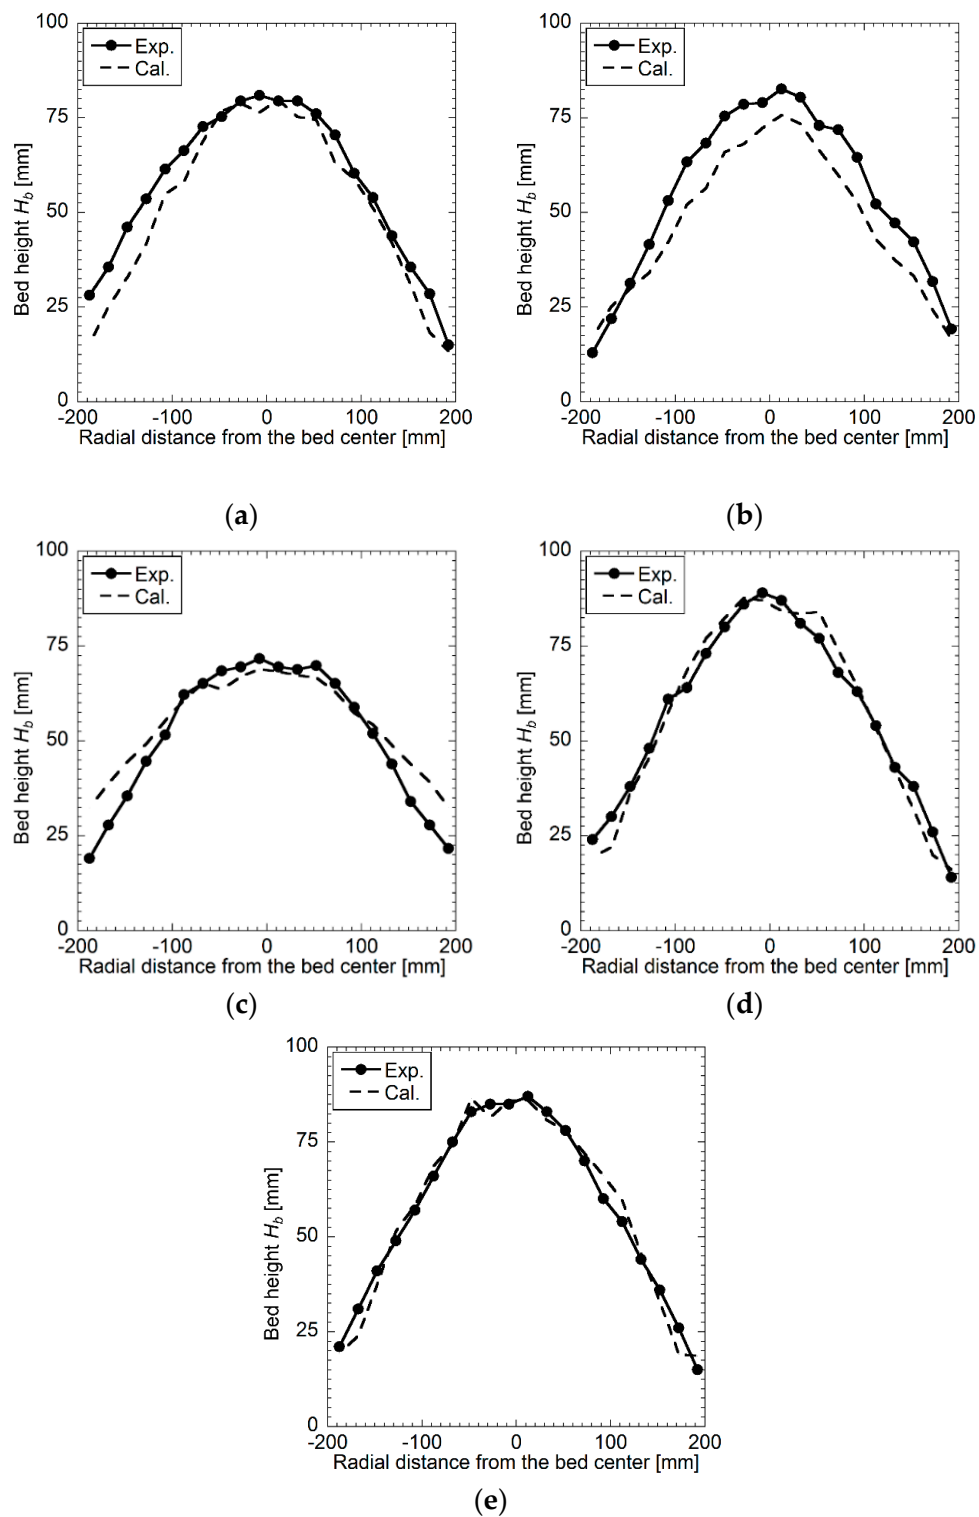 100
75
50
25
0
Bed height H_b [mm]
Exp.
Cal.
-200 -100 0 100 200
Radial distance from the bed center [mm]
(a)
100
75
50
25
0
Bed height H_b [mm]
Exp.
Cal.
-200 -100 0 100 200
Radial distance from the bed center [mm]
(b)
100
75
50
25
0
Bed height H_b [mm]
Exp.
Cal.
-200 -100 0 100 200
Radial distance from the bed center [mm]
(c)
100
75
50
25
0
Bed height H_b [mm]
Exp.
Cal.
-200 -100 0 100 200
Radial distance from the bed center [mm]
(d)
100
75
50
25
0
Bed height H_b [mm]
Exp.
Cal.
-200 -100 0 100 200
Radial distance from the bed center [mm]
(e)